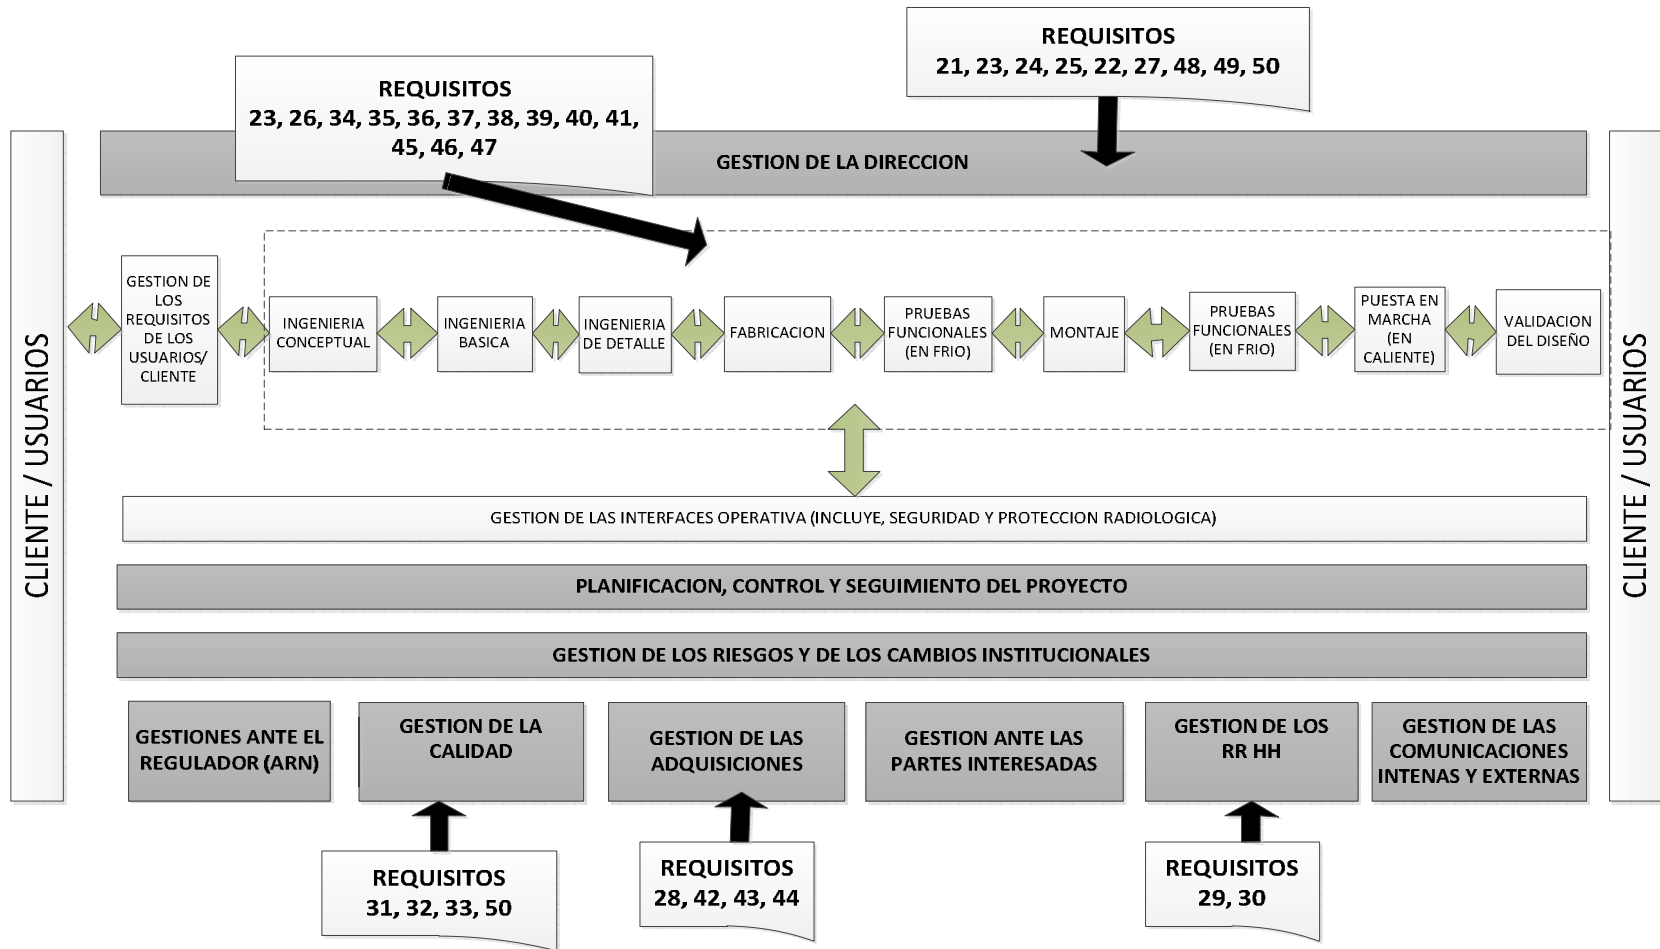 REQUISITOS
21, 23, 24, 25, 22, 27, 48, 49, 50
REQUISITOS
23, 26, 34, 35, 36, 37, 38, 39, 40, 41,
45, 46, 47
GESTION DE LA DIRECCION
CLIENTE / USUARIOS
GESTION DE
LOS
REQUISITOS
DE LOS
USUARIOS/
CLIENTE
INGENIERIA
CONCEPTUAL
INGENIERIA
BASICA
INGENIERIA
DE DETALLE
FABRICACION
PRUEBAS
FUNCIONALES
(EN FRIO)
MONTAJE
PRUEBAS
FUNCIONALES
(EN FRIO)
PUESTA EN
MARCHA
(EN
CALIENTE)
VALIDACION
DEL DISEÑO
CLIENTE / USUARIOS
GESTION DE LAS INTERFACES OPERATIVA (INCLUYE, SEGURIDAD Y PROTECCION RADIOLOGICA)
PLANIFICACION, CONTROL Y SEGUIMIENTO DEL PROYECTO
GESTION DE LOS RIESGOS Y DE LOS CAMBIOS INSTITUCIONALES
GESTIONES ANTE EL
REGULADOR (ARN)
GESTION DE LA
CALIDAD
GESTION DE LAS
ADQUISICIONES
GESTION ANTE LAS
PARTES INTERESADAS
GESTION DE LOS
RR HH
GESTION DE LAS
COMUNICACIONES
INTENAS Y EXTERNAS
REQUISITOS
31, 32, 33, 50
REQUISITOS
28, 42, 43, 44
REQUISITOS
29, 30